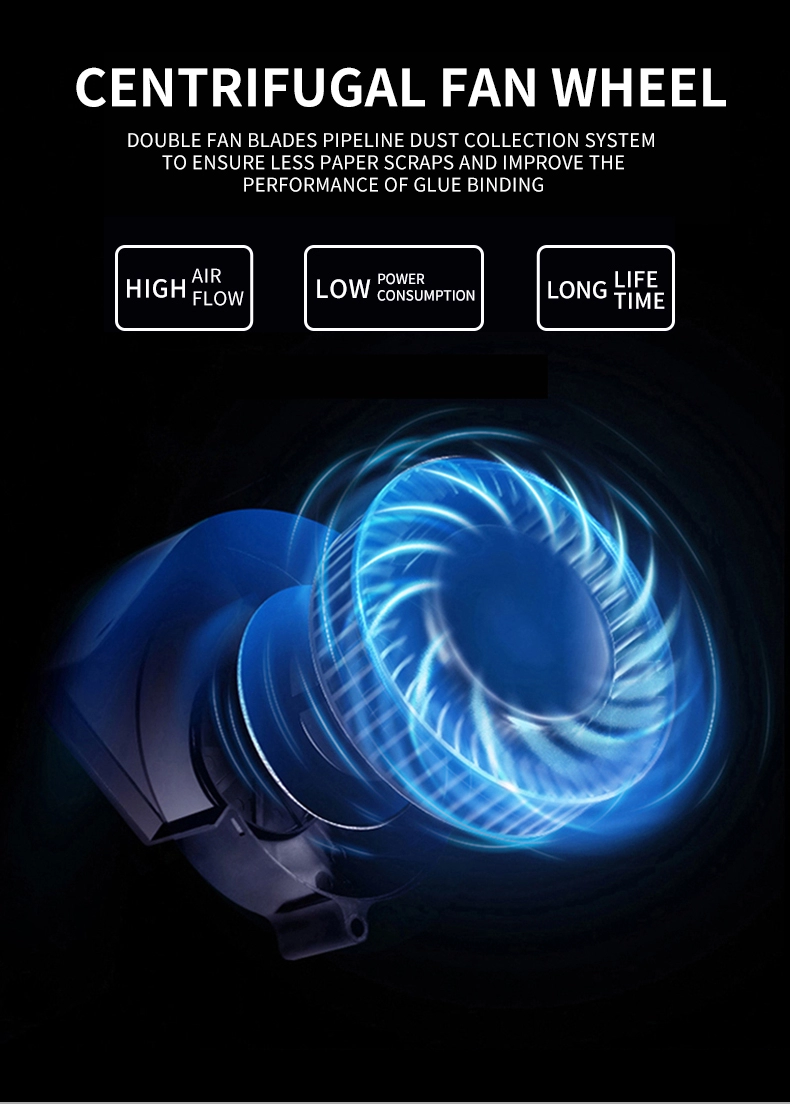 CENTRIFUGAL FAN WHEEL
DOUBLE FAN BLADES PIPELINE DUST COLLECTION SYSTEM
TO ENSURE LESS PAPER SCRAPS AND IMPROVE THE
PERFORMANCE OF GLUE BINDING
HIGH AIR FLOW
LOW POWER CONSUMPTION
LONG LIFE TIME